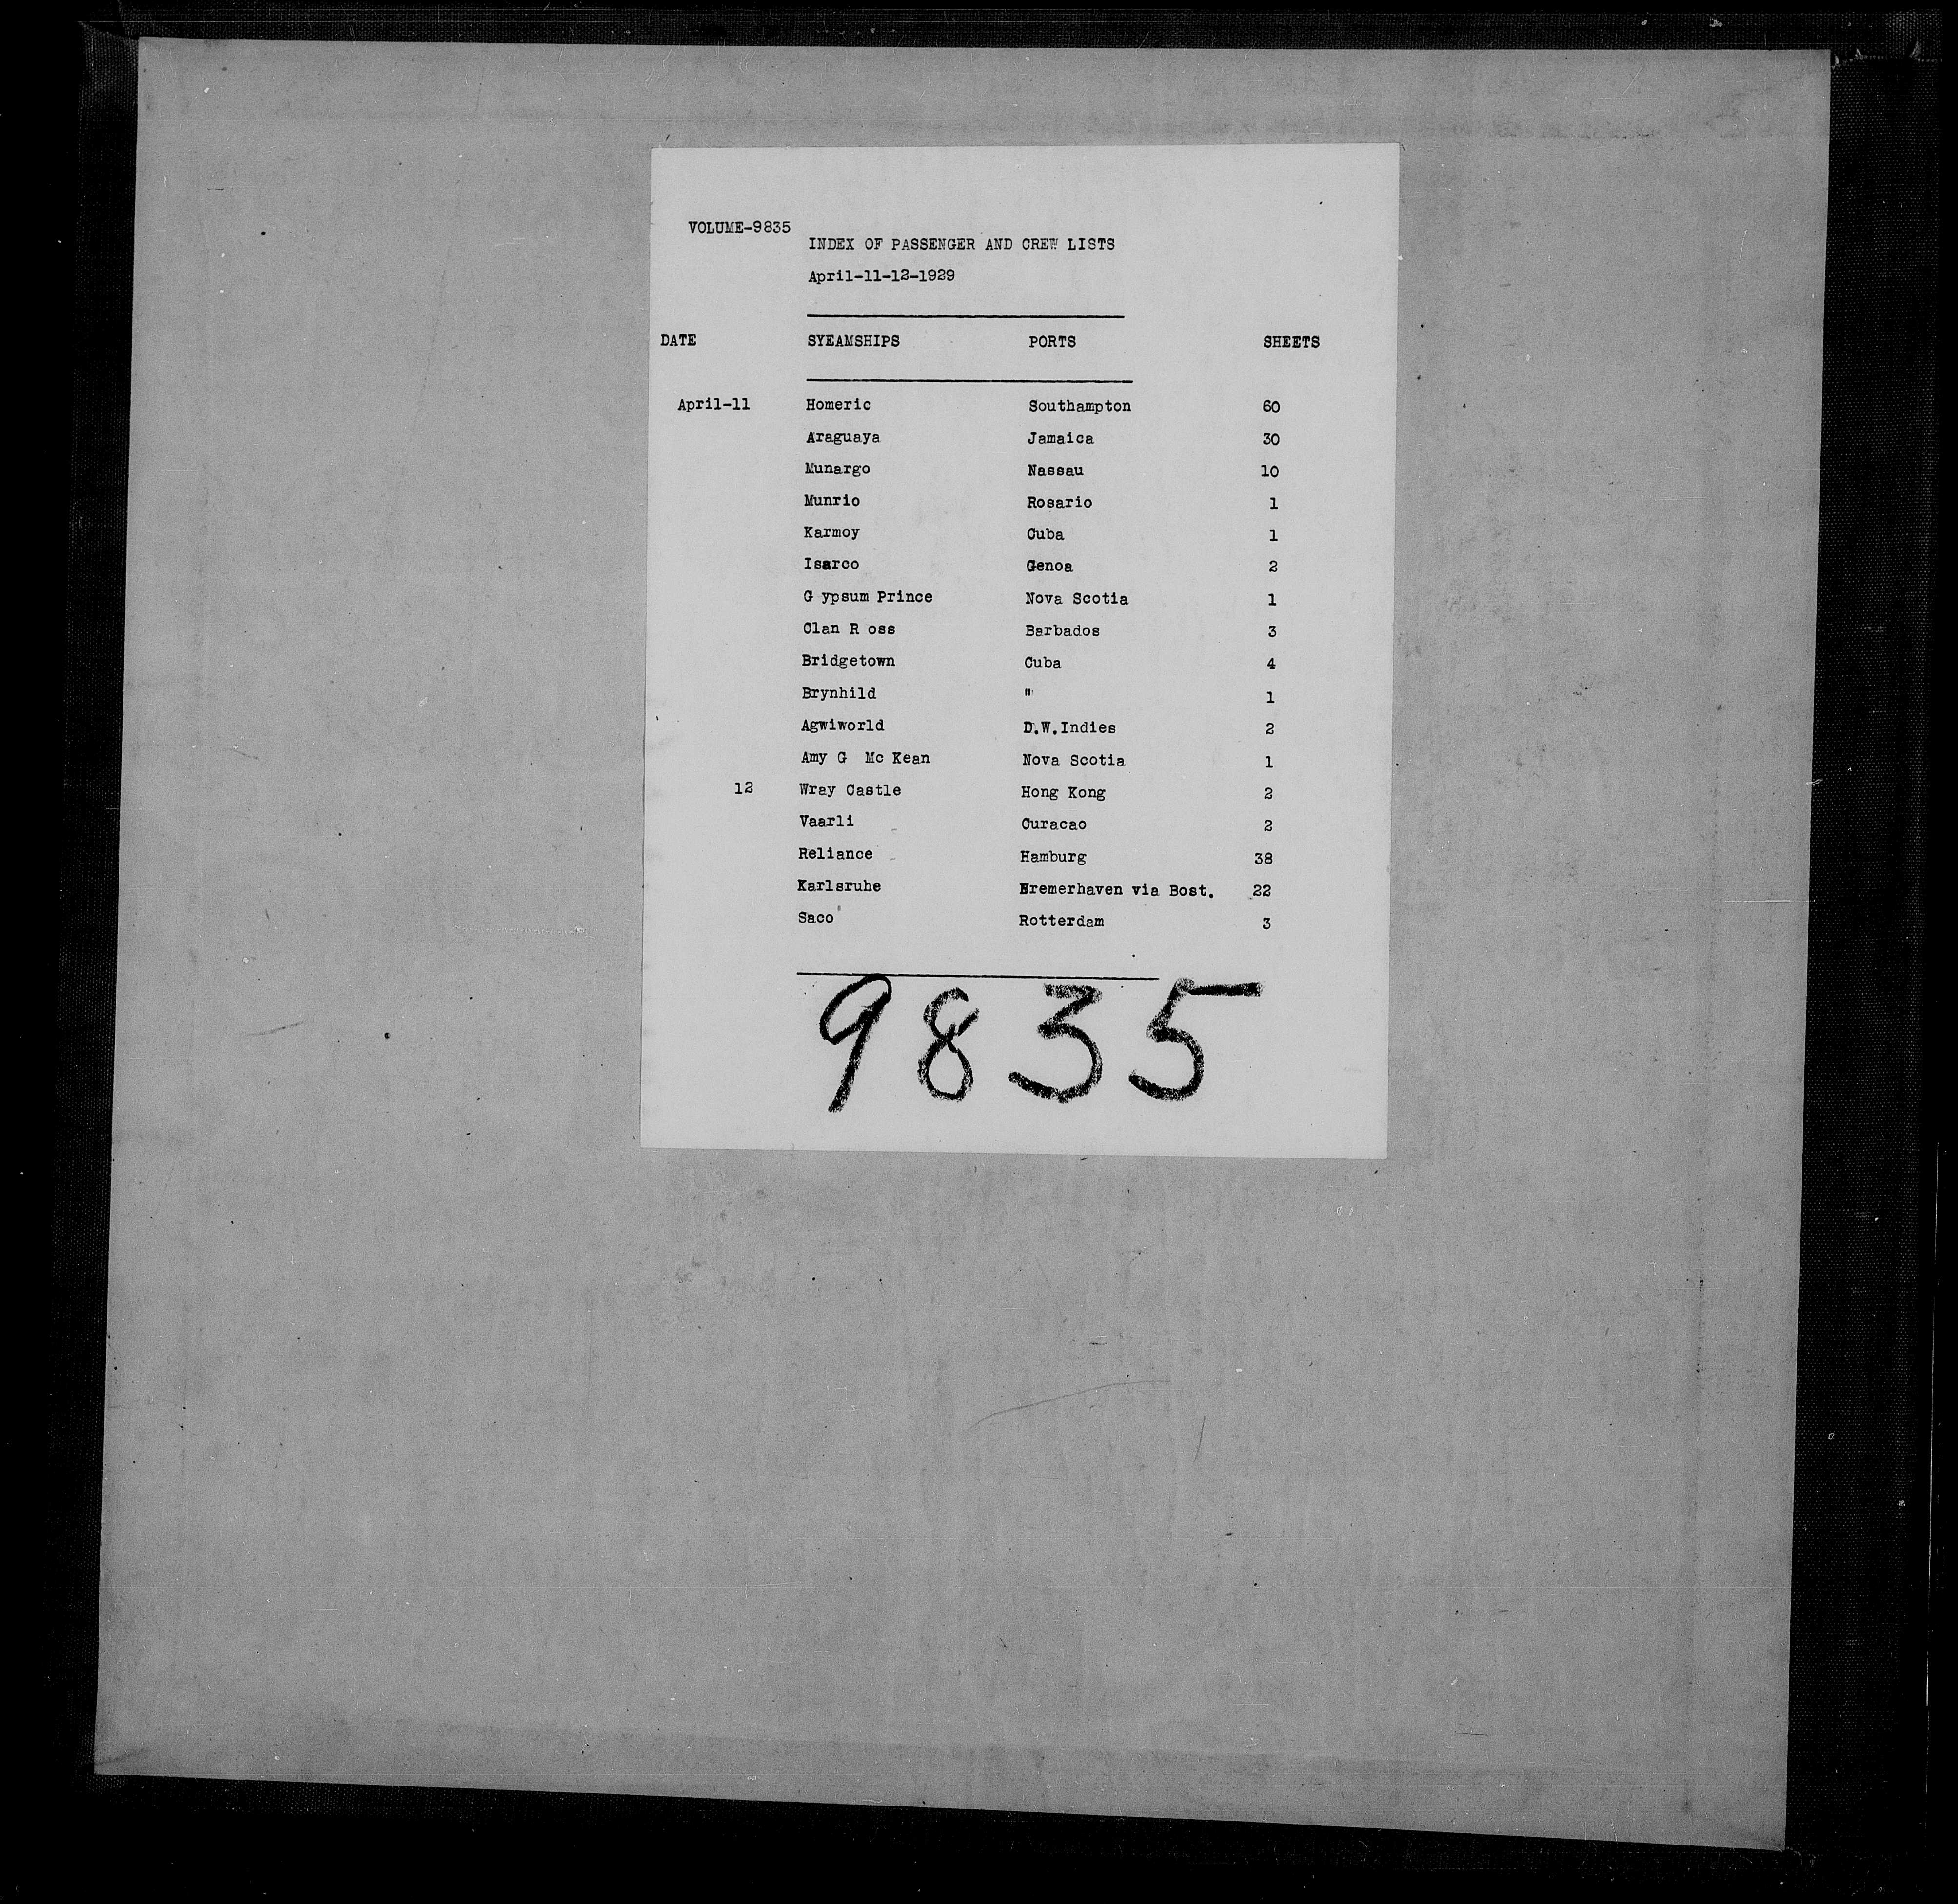 VOLUME-9835
INDEX OF PASSENGER AND CREW LISTS
April-11-12-1929
DATE SYEAMSHIPS PORTS SHEETS
April-11 Homeric Southampton 60
Araguaya Jamaica 30
Munargo Nassau 10
Munrio Rosario 1
Karmoy Cuba 1
Isarco Genoa 2
G ypsum Prince Nova Scotia 1
Clan R oss Barbados 3
Bridgetown Cuba 4
Brynhild " 1
Agwiworld D.W.Indies 2
Amy G Mc Kean Nova Scotia 1
12 Wray Castle Hong Kong 2
Vaarli Curacao 2
Reliance Hamburg 38
Karlsruhe Bremerhaven via Bost. 22
Saco Rotterdam 3
9835